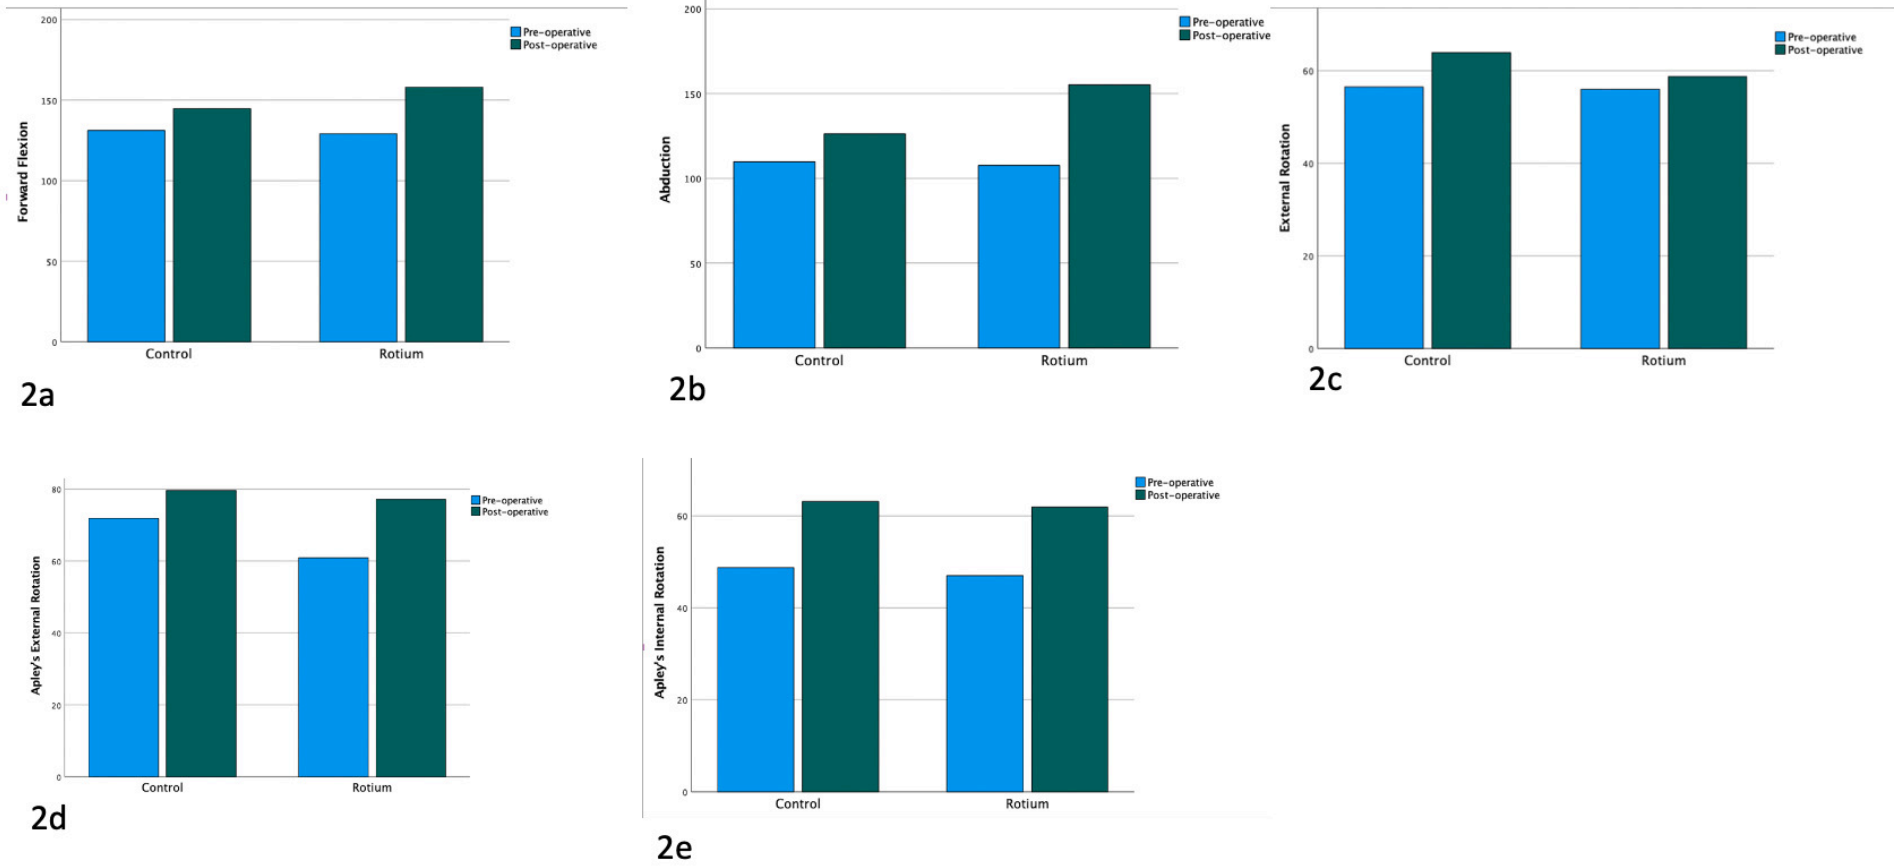 200
150
100
50
0
Forward Flexion
Pre-operative
Post-operative
Control
Rotium
2a
200
150
100
50
0
Abduction
Pre-operative
Post-operative
Control
Rotium
2b
60
40
20
0
External Rotation
Pre-operative
Post-operative
Control
Rotium
2c
80
60
40
20
0
Apley's External Rotation
Pre-operative
Post-operative
Control
Rotium
2d
60
40
20
0
Apley's Internal Rotation
Pre-operative
Post-operative
Control
Rotium
2e